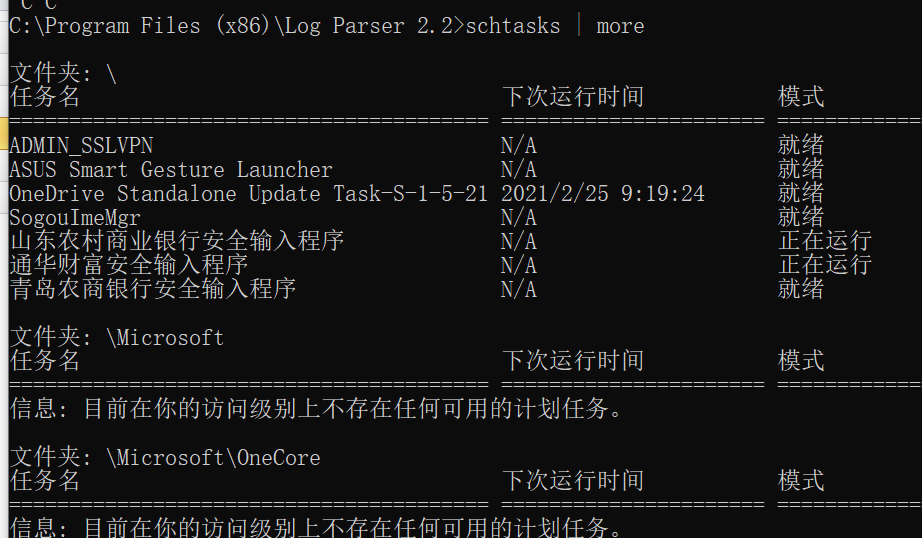 C:\Program Files (x86)\Log Parser 2.2>schtasks | more
文件夹: \
任务名 下次运行时间 模式
======================================== ====================== ============
ADMIN_SSLVPN N/A 就绪
ASUS Smart Gesture Launcher N/A 就绪
OneDrive Standalone Update Task-S-1-5-21 2021/2/25 9:19:24 就绪
SogouImeMgr N/A 就绪
山东农村商业银行安全输入程序 N/A 正在运行
通华财富安全输入程序 N/A 正在运行
青岛农商银行安全输入程序 N/A 就绪
文件夹: \Microsoft
任务名 下次运行时间 模式
======================================== ====================== ============
信息: 目前在你的访问级别上不存在任何可用的计划任务。
文件夹: \Microsoft\OneCore
任务名 下次运行时间 模式
======================================== ====================== ============
信息: 目前在你的访问级别上不存在任何可用的计划任务。